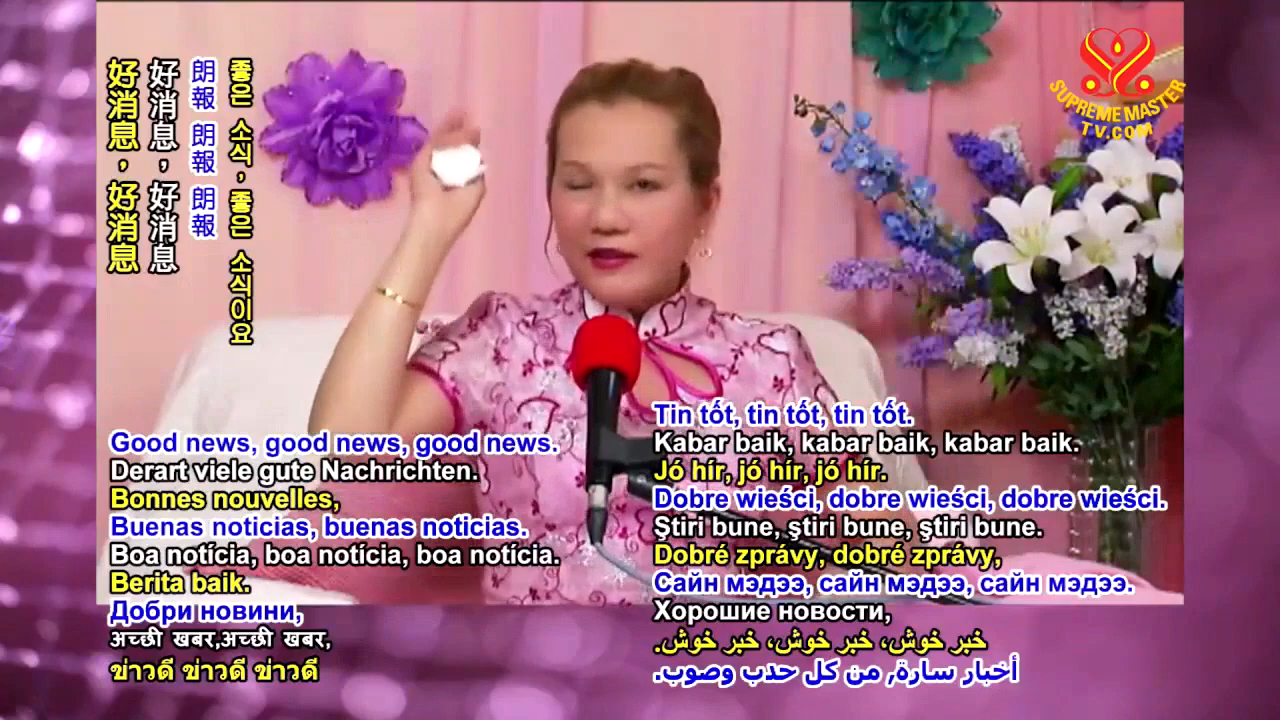 好消息，好消息
好消息，好消息
朗報 朗報 朗報
좋은 소식, 좋은 소식이요
SUPREME MASTER
TV.COM
Good news, good news, good news.
Derart viele gute Nachrichten.
Bonnes nouvelles,
Buenas noticias, buenas noticias.
Boa notícia, boa notícia, boa notícia.
Berita baik.
Добри новини,
अच्छी खबर,अच्छी खबर,
ข่าวดี ข่าวดี ข่าวดี
Tin tốt, tin tốt, tin tốt.
Kabar baik, kabar baik, kabar baik.
Jó hír, jó hír, jó hír.
Dobre wieści, dobre wieści, dobre wieści.
Ştiri bune, ştiri bune, ştiri bune.
Dobré zprávy, dobré zprávy,
Сайн мэдээ, сайн мэдээ, сайн мэдээ.
Хорошие новости,
خبر خوش، خبر خوش، خبر خوش.
أخبار سارة, من كل حدب وصوب.